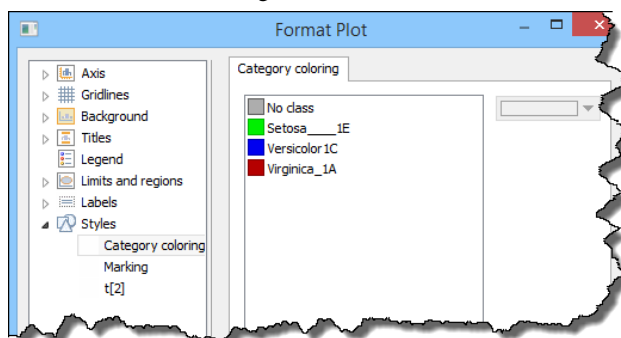 Format Plot
Axis
Gridlines
Background
Titles
Legend
Limits and regions
Labels
Styles
Category coloring
Marking
t[2]
Category coloring
No class
Setosa____1E
Versicolor1C
Virginica_1A